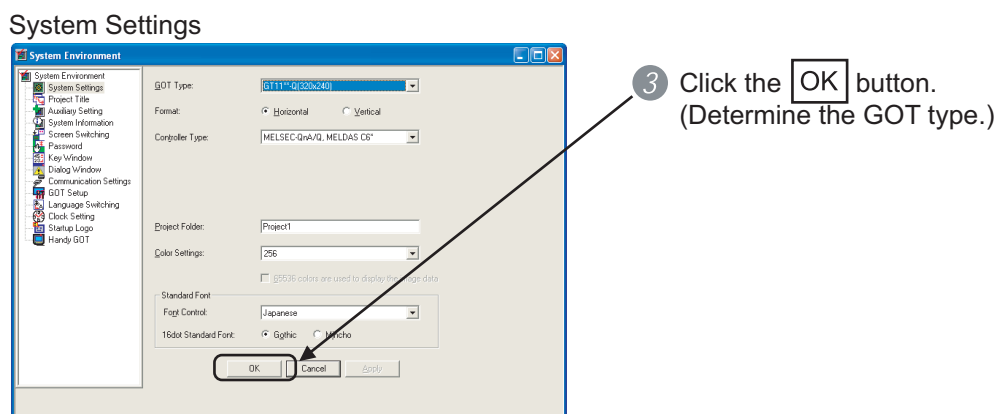 System Settings
System Environment
System Environment
System Settings
Project Title
Auxiliary Setting
System Information
Screen Switching
Password
Key Window
Dialog Window
Communication Settings
GOT Setup
Language Switching
Clock Setting
Startup Logo
Handy GOT
GOT Type: GT11**-Q(320x240)
Format: Horizontal Vertical
Controller Type: MELSEC-QnA/Q, MELDAS C6*
Project Folder: Project1
Color Settings: 256
65536 colors are used to display the image data
Standard Font
Font Control: Japanese
16dot Standard Font: Gothic Mincho
OK Cancel Apply
3 Click the OK button.
(Determine the GOT type.)